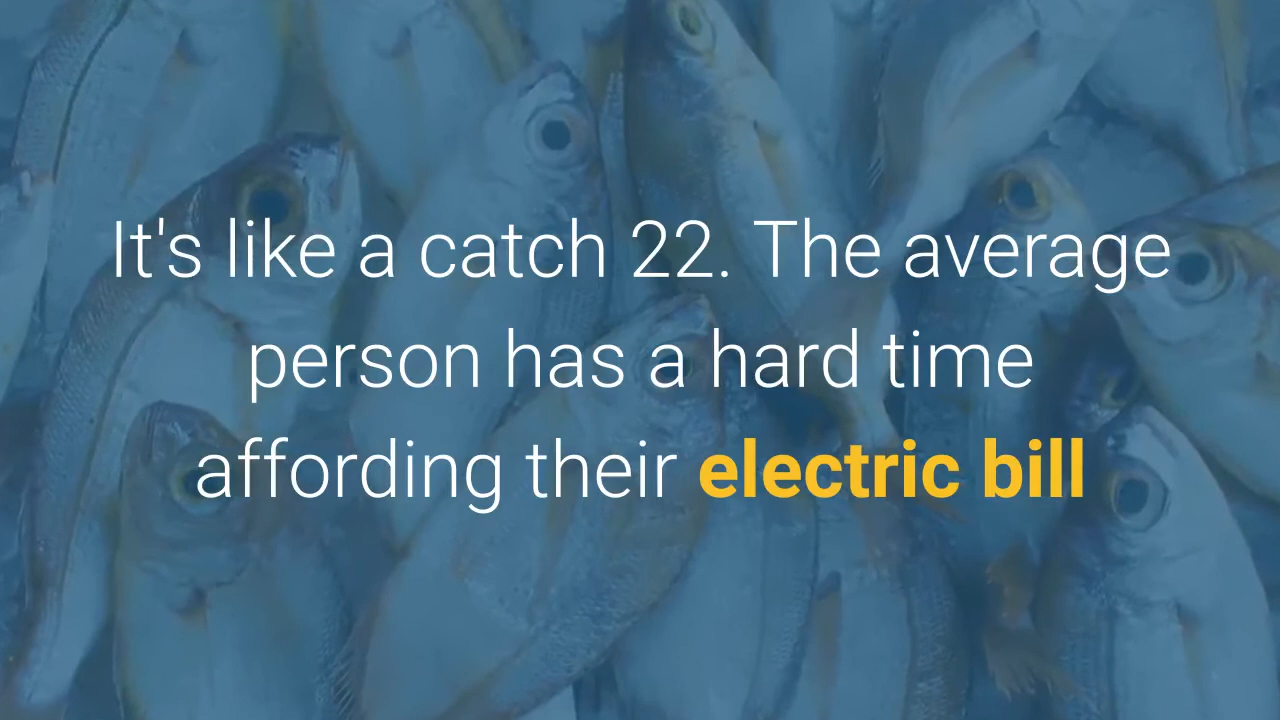 It's like a catch 22. The average
person has a hard time
affording their electric bill